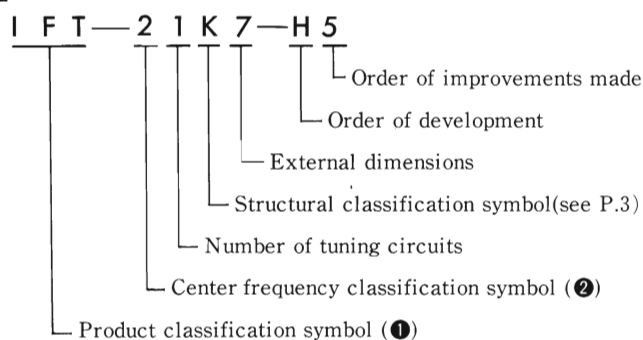 IFT—21K7—H5
Order of improvements made
Order of development
External dimensions
Structural classification symbol(see P.3)
Number of tuning circuits
Center frequency classification symbol (❷)
Product classification symbol (❶)